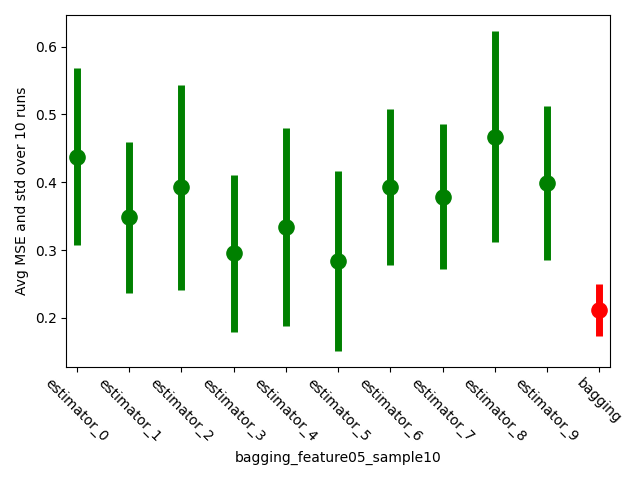 0.6
0.5
0.4
0.3
0.2
Avg MSE and std over 10 runs
estimator_0
estimator_1
estimator_2
estimator_3
estimator_4
estimator_5
estimator_6
estimator_7
estimator_8
estimator_9
bagging
bagging_feature05_sample10